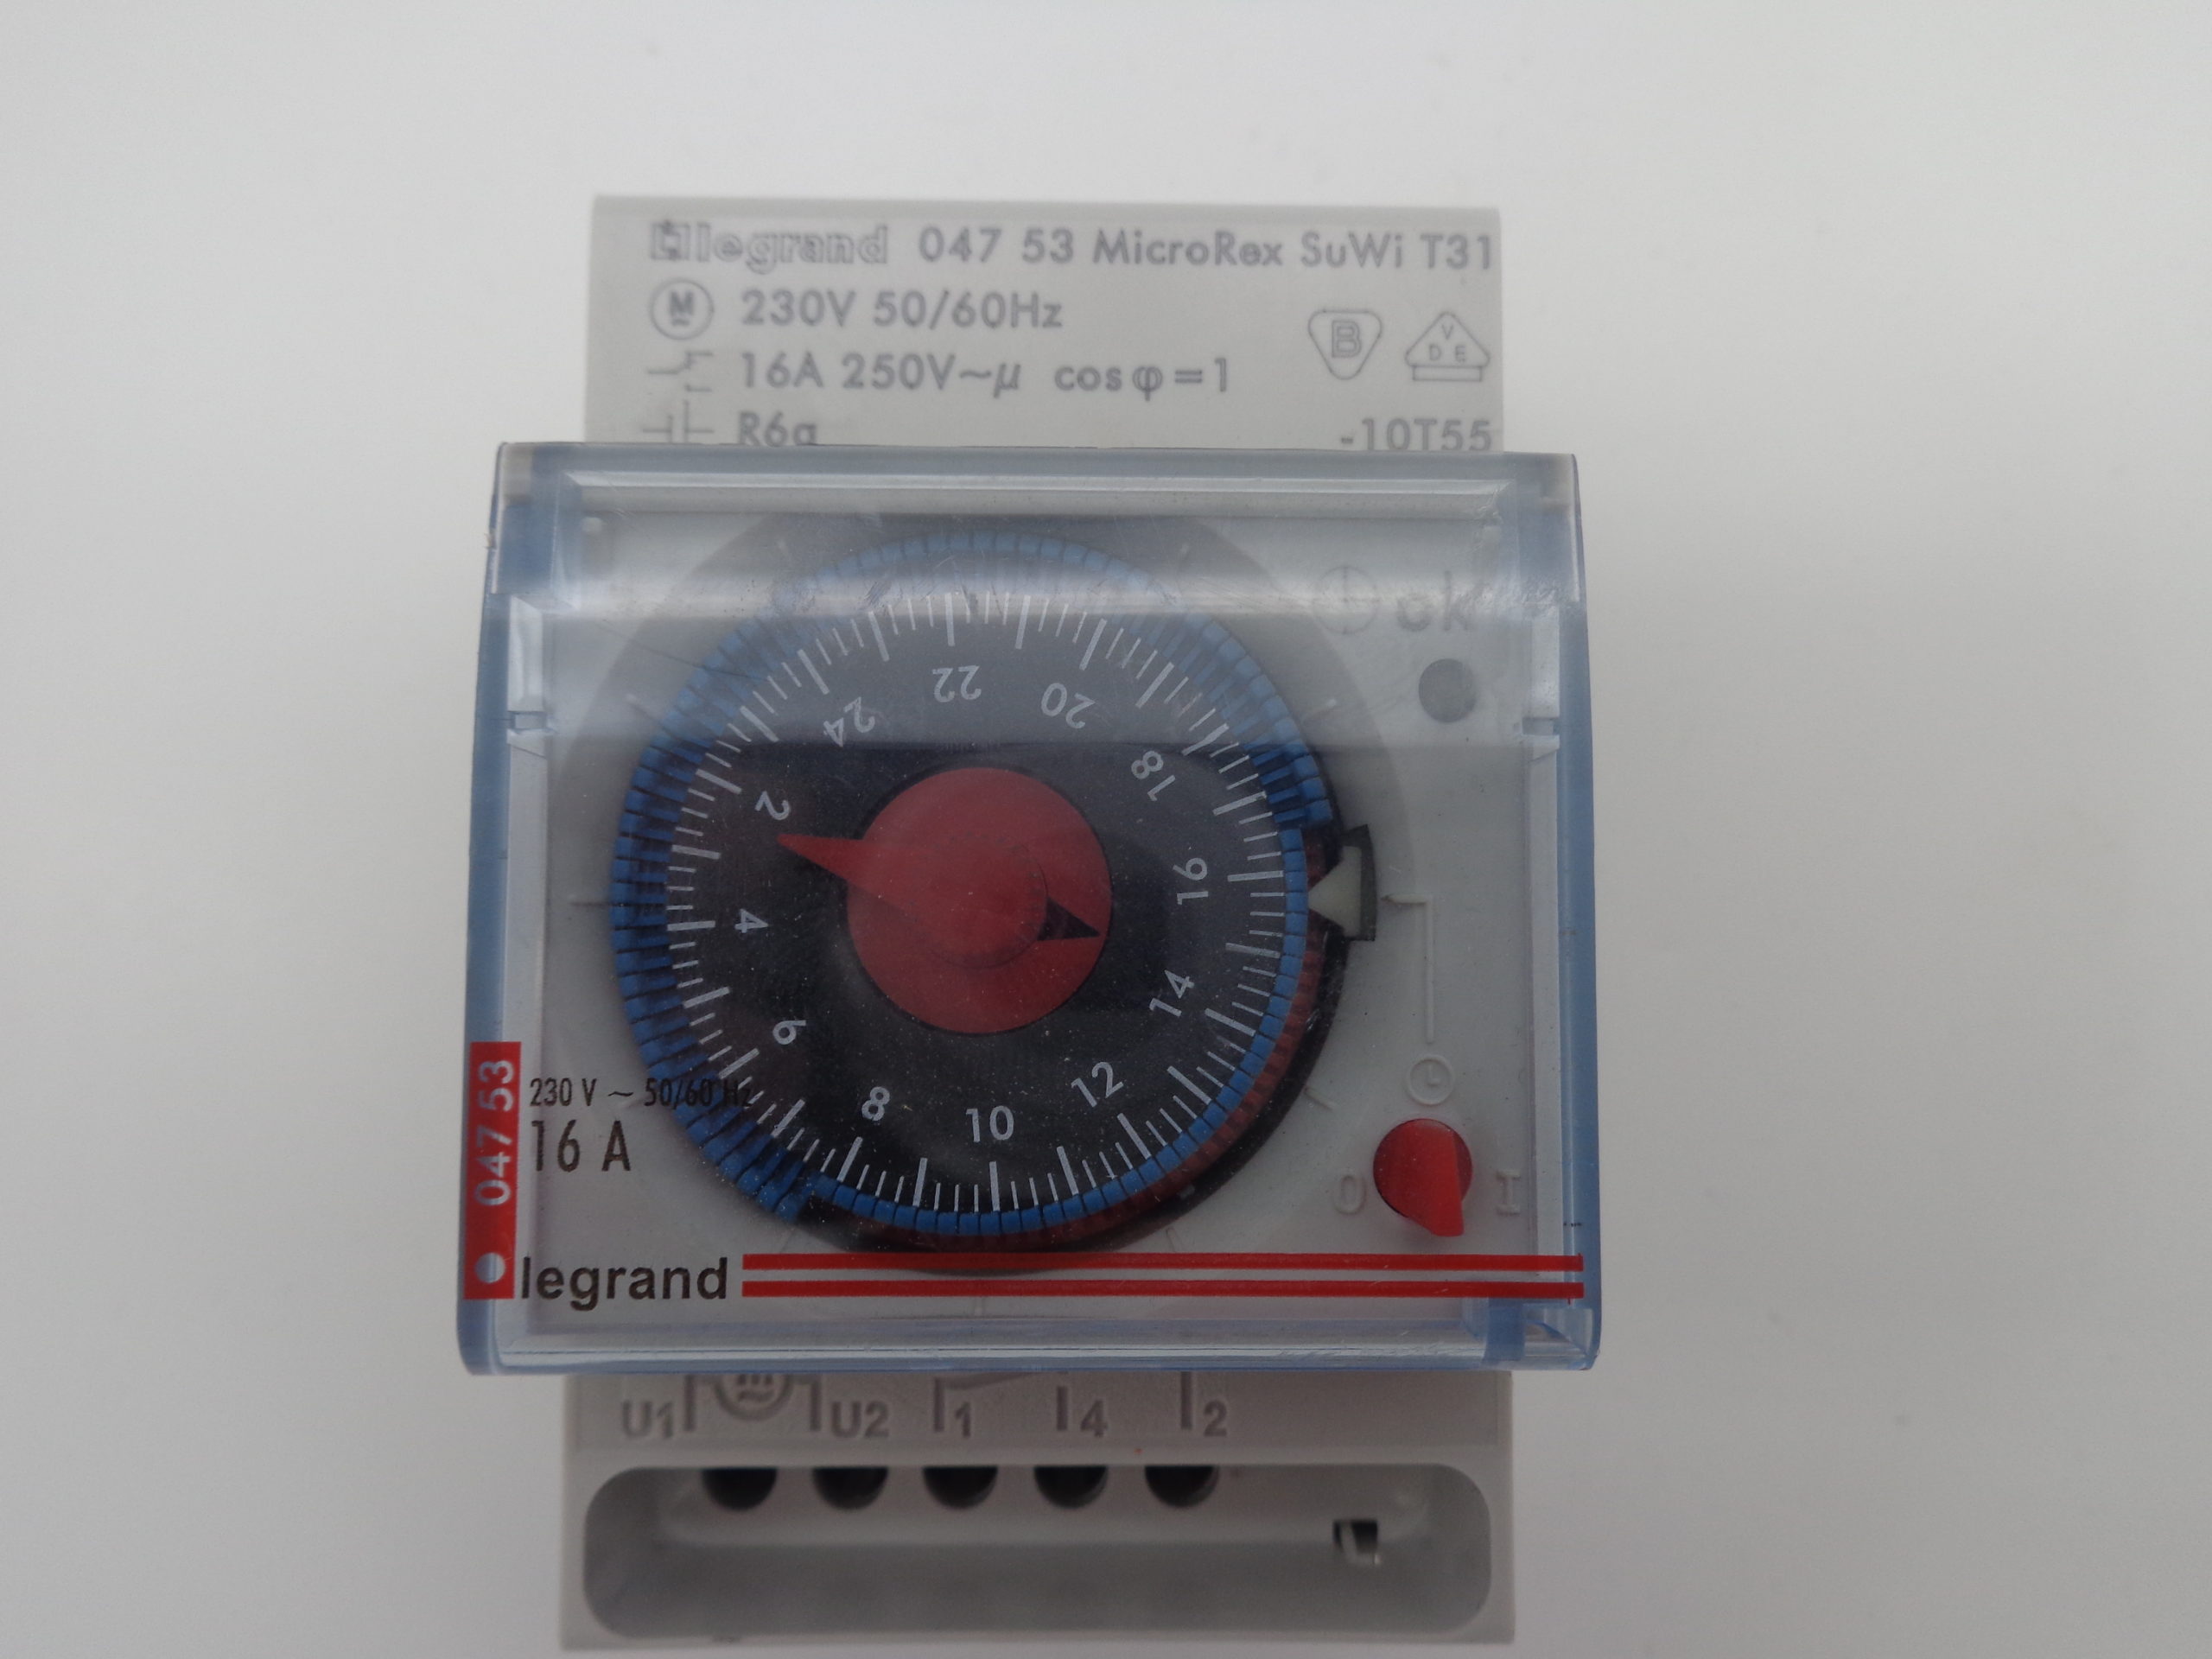 legrand 047 53 MicroRex SuWi T31
M 230V 50/60Hz
16A 250V~µ cos φ=1
B
V
D E
R6a -10T55
ok
22
20
24
18
2
16
4
14
6
12
8
10
047 53
230 V ~ 50/60 Hz
16 A
0 I
legrand
U1 U2 1 4 2